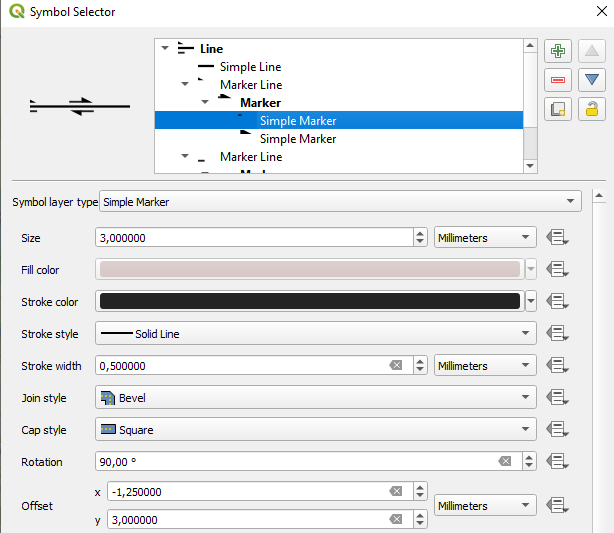 Symbol Selector
Line
Simple Line
Marker Line
Marker
Simple Marker
Simple Marker
Marker Line
Symbol layer type Simple Marker
Size 3,000000 Millimeters
Fill color
Stroke color
Stroke style Solid Line
Stroke width 0,500000 Millimeters
Join style Bevel
Cap style Square
Rotation 90,00 °
Offset x -1,250000 Millimeters
y 3,000000